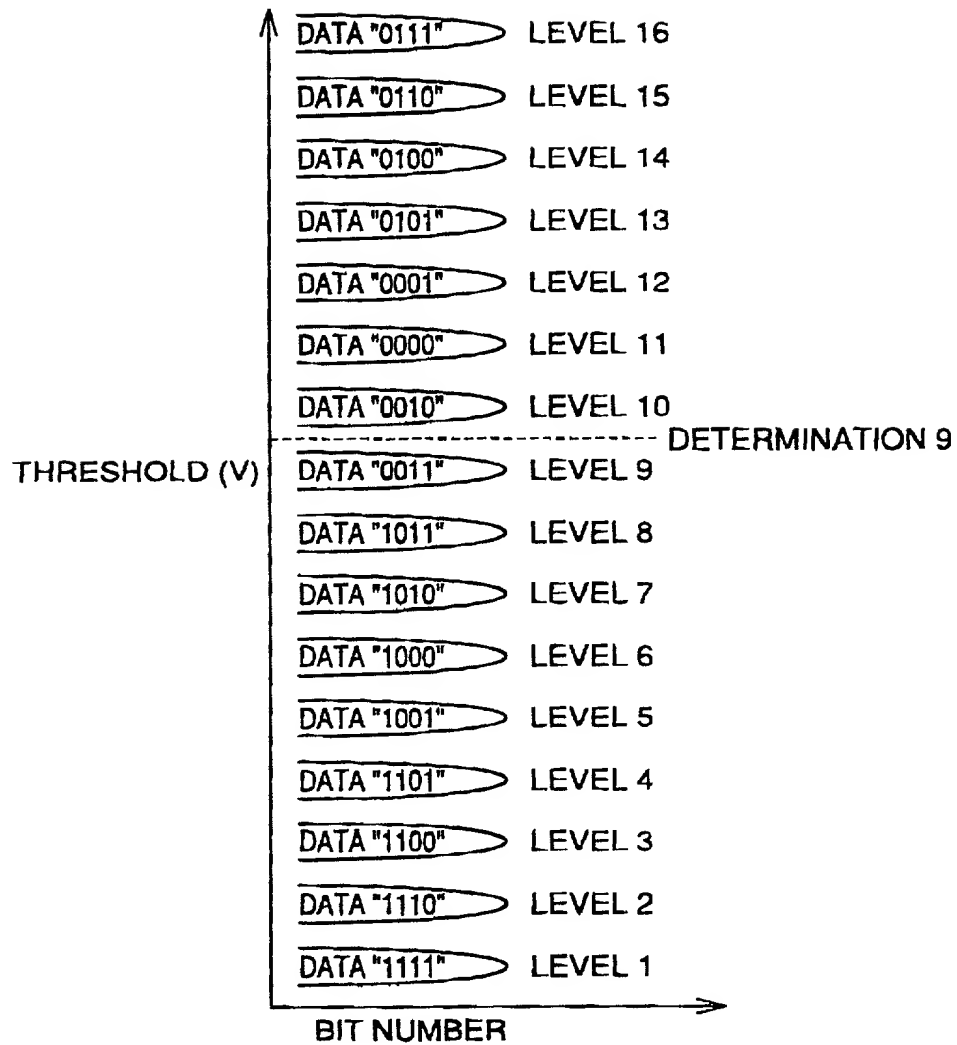 DATA "0111" LEVEL 16
DATA "0110" LEVEL 15
DATA "0100" LEVEL 14
DATA "0101" LEVEL 13
DATA "0001" LEVEL 12
DATA "0000" LEVEL 11
DATA "0010" LEVEL 10
DETERMINATION 9
THRESHOLD (V)
DATA "0011" LEVEL 9
DATA "1011" LEVEL 8
DATA "1010" LEVEL 7
DATA "1000" LEVEL 6
DATA "1001" LEVEL 5
DATA "1101" LEVEL 4
DATA "1100" LEVEL 3
DATA "1110" LEVEL 2
DATA "1111" LEVEL 1
BIT NUMBER